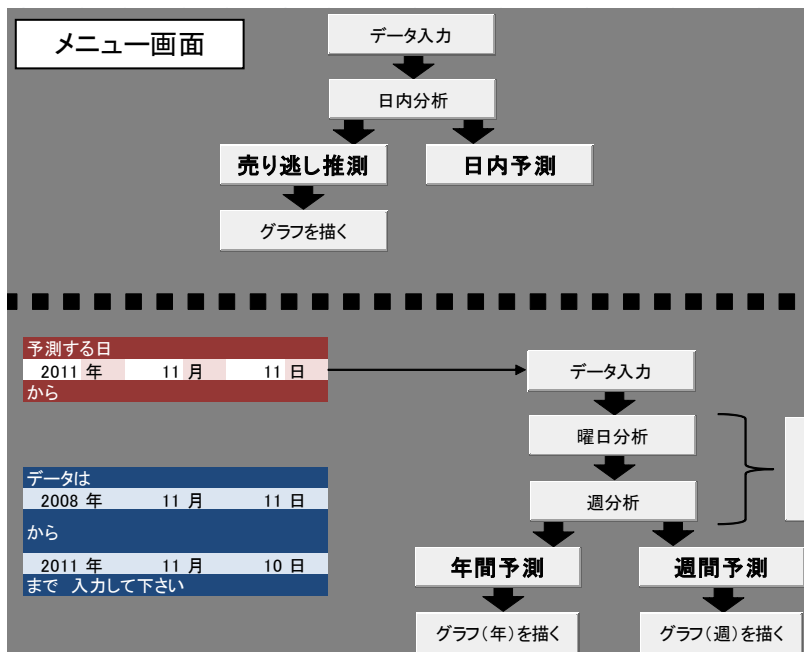 メニュー画面
データ入力
日内分析
売り逃し推測
日内予測
グラフを描く
予測する日
2011 年 11 月 11 日
から
データは
2008 年 11 月 11 日
から
2011 年 11 月 10 日
まで 入力して下さい
データ入力
曜日分析
週分析
年間予測
週間予測
グラフ(年)を描く
グラフ(週)を描く